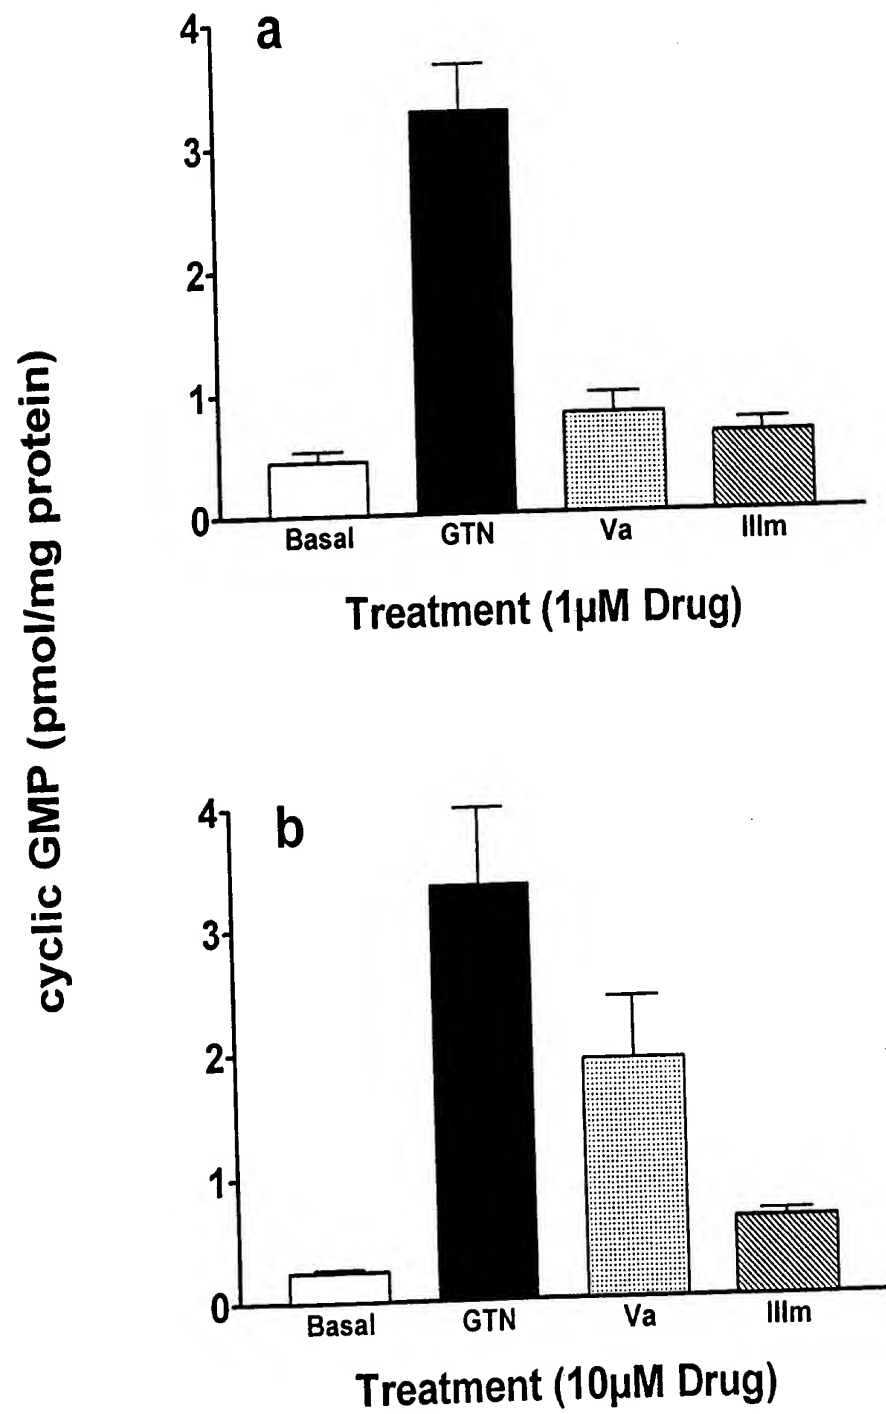 cyclic GMP (pmol/mg protein)
a
4
3
2
1
0
Basal GTN Va IIIm
Treatment (1µM Drug)
b
4
3
2
1
0
Basal GTN Va IIIm
Treatment (10µM Drug)